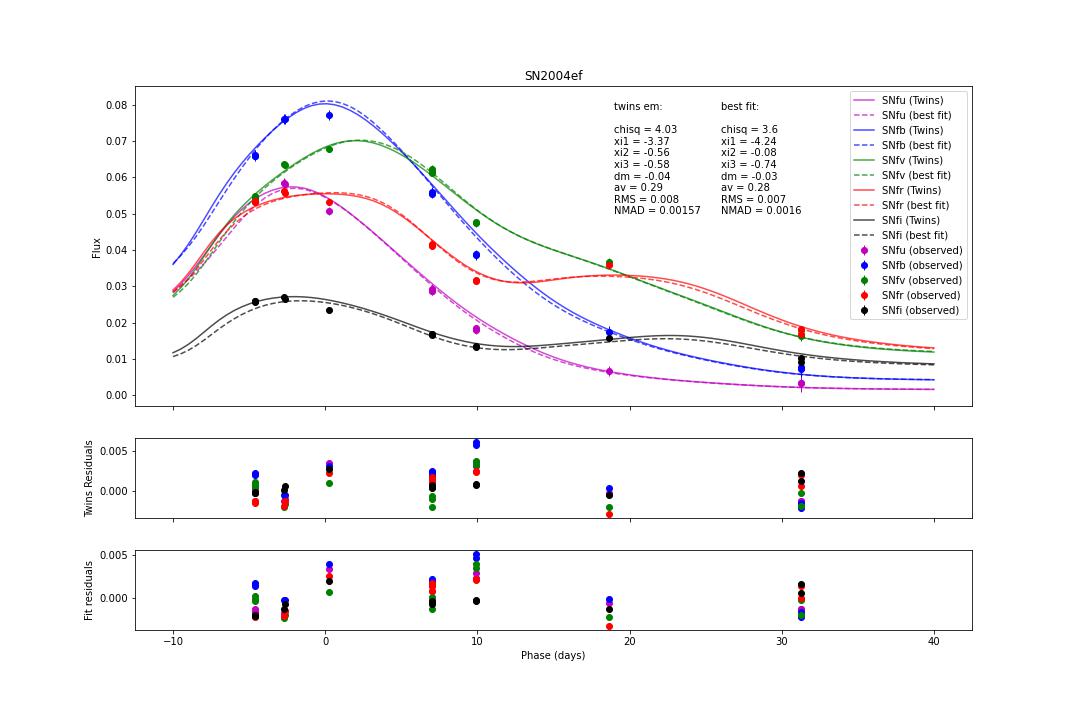 SN2004ef
Flux
0.08
0.07
0.06
0.05
0.04
0.03
0.02
0.01
0.00
twins em:
chisq = 4.03
xi1 = -3.37
xi2 = -0.56
xi3 = -0.58
dm = -0.04
av = 0.29
RMS = 0.008
NMAD = 0.00157
best fit:
chisq = 3.6
xi1 = -4.24
xi2 = -0.08
xi3 = -0.74
dm = -0.03
av = 0.28
RMS = 0.007
NMAD = 0.0016
SNfu (Twins)
SNfu (best fit)
SNfb (Twins)
SNfb (best fit)
SNfv (Twins)
SNfv (best fit)
SNfr (Twins)
SNfr (best fit)
SNfi (Twins)
SNfi (best fit)
SNfu (observed)
SNfb (observed)
SNfv (observed)
SNfr (observed)
SNfi (observed)
Twins Residuals
0.005
0.000
Fit residuals
0.005
0.000
−10
0
10
20
30
40
Phase (days)